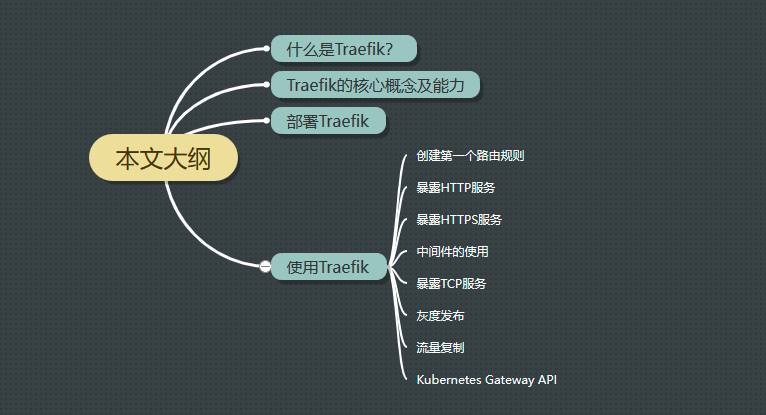 本文大纲
什么是Traefik？
Traefik的核心概念及能力
部署Traefik
使用Traefik
创建第一个路由规则
暴露HTTP服务
暴露HTTPS服务
中间件的使用
暴露TCP服务
灰度发布
流量复制
Kubernetes Gateway API